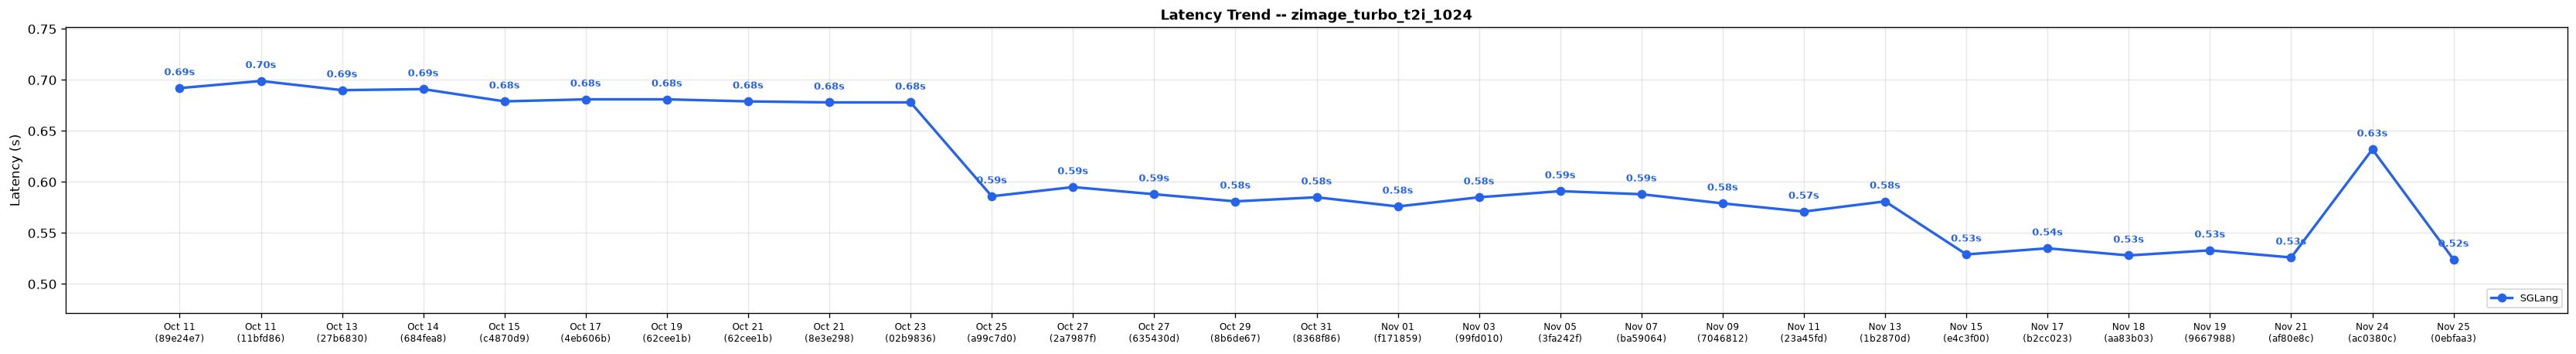 Latency Trend -- zimage_turbo_t2i_1024
Latency (s)
0.75
0.70
0.65
0.60
0.55
0.50
0.69s
0.70s
0.69s
0.69s
0.68s
0.68s
0.68s
0.68s
0.68s
0.68s
0.59s
0.59s
0.59s
0.58s
0.58s
0.58s
0.58s
0.59s
0.59s
0.58s
0.57s
0.58s
0.53s
0.54s
0.53s
0.53s
0.53s
0.63s
0.52s
SGLang
Oct 11
(89e24e7)
Oct 11
(11bfd86)
Oct 13
(27b6830)
Oct 14
(684fea8)
Oct 15
(c4870d9)
Oct 17
(4eb606b)
Oct 19
(62cee1b)
Oct 21
(62cee1b)
Oct 21
(8e3e298)
Oct 23
(02b9836)
Oct 25
(a99c7d0)
Oct 27
(2a7987f)
Oct 27
(635430d)
Oct 29
(8b6de67)
Oct 31
(8368f86)
Nov 01
(f171859)
Nov 03
(99fd010)
Nov 05
(3fa242f)
Nov 07
(ba59064)
Nov 09
(7046812)
Nov 11
(23a45fd)
Nov 13
(1b2870d)
Nov 15
(e4c3f00)
Nov 17
(b2cc023)
Nov 18
(aa83b03)
Nov 19
(9667988)
Nov 21
(af80e8c)
Nov 24
(ac0380c)
Nov 25
(0ebfaa3)